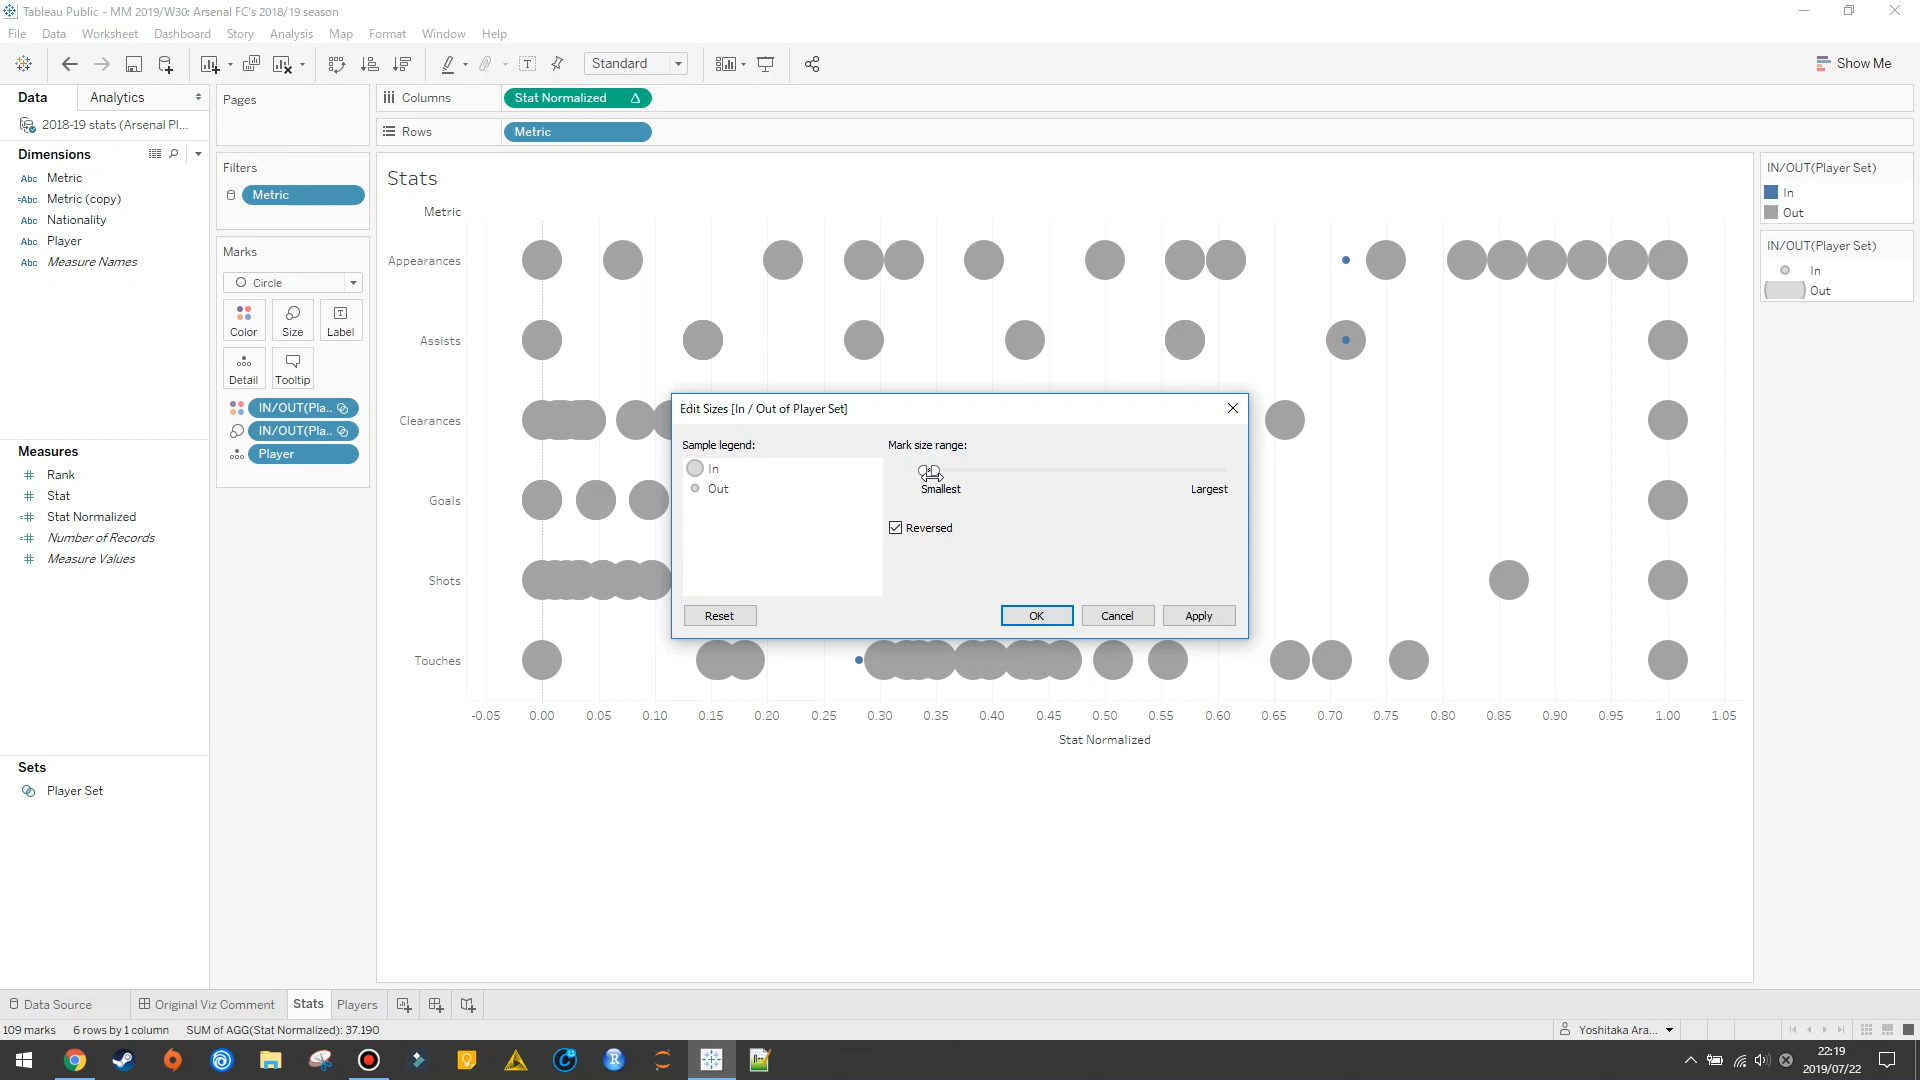 Tableau Public - MM 2019/W30: Arsenal FC's 2018/19 season
File Data Worksheet Dashboard Story Analysis Map Format Window Help
Standard
Show Me
Data Analytics
2018-19 stats (Arsenal Pl...
Dimensions
Abc Metric
=Abc Metric (copy)
Abc Nationality
Abc Player
Abc Measure Names
Measures
# Rank
# Stat
=# Stat Normalized
=# Number of Records
# Measure Values
Sets
Player Set
Pages
Filters
Metric
Marks
Circle
Color Size Label
Detail Tooltip
IN/OUT(Pla..
IN/OUT(Pla..
Player
Columns Stat Normalized
Rows Metric
Stats
Metric
Appearances
Assists
Clearances
Goals
Shots
Touches
-0.05 0.00 0.05 0.10 0.15 0.20 0.25 0.30 0.35 0.40 0.45 0.50 0.55 0.60 0.65 0.70 0.75 0.80 0.85 0.90 0.95 1.00 1.05
Stat Normalized
Edit Sizes [In / Out of Player Set]
Sample legend:
In
Out
Mark size range:
Smallest Largest
Reversed
Reset OK Cancel Apply
IN/OUT(Player Set)
In
Out
IN/OUT(Player Set)
In
Out
Data Source Original Viz Comment Stats Players
109 marks 6 rows by 1 column SUM of AGG(Stat Normalized): 37.190
Yoshitaka Ara...
22:19
2019/07/22